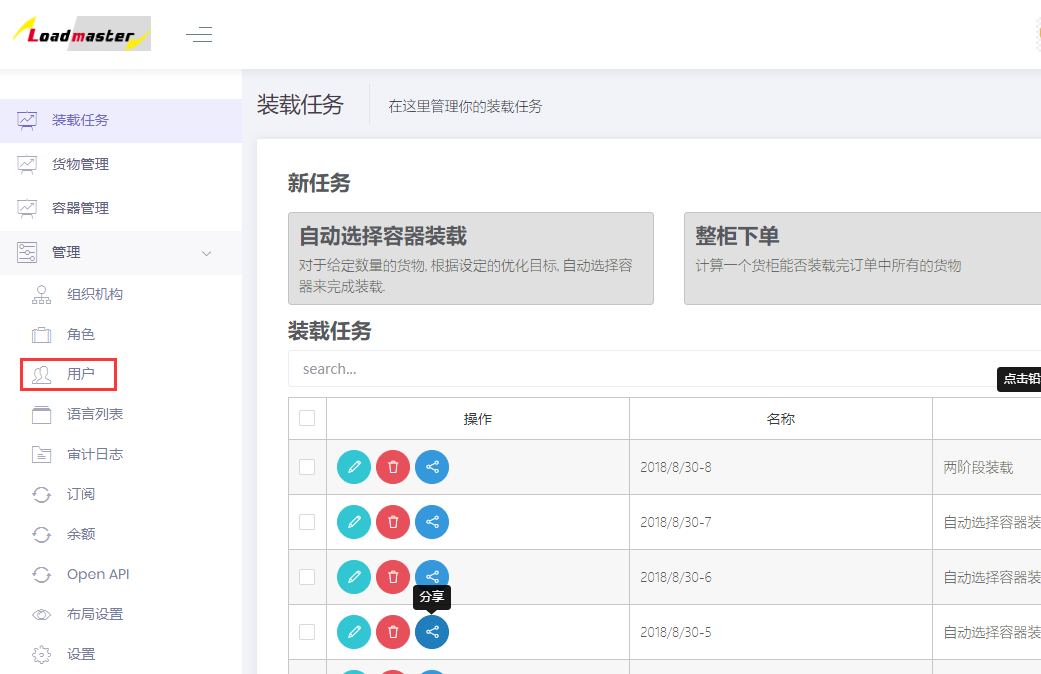 Loadmaster
装载任务
货物管理
容器管理
管理
组织机构
角色
用户
语言列表
审计日志
订阅
余额
Open API
布局设置
设置
装载任务
在这里管理你的装载任务
新任务
自动选择容器装载
对于给定数量的货物, 根据设定的优化目标, 自动选择容
器来完成装载.
整柜下单
计算一个货柜能否装载完订单中所有的货物
装载任务
search...
点击铅
操作
名称
2018/8/30-8
两阶段装载
2018/8/30-7
自动选择容器装
2018/8/30-6
自动选择容器装
分享
2018/8/30-5
自动选择容器装